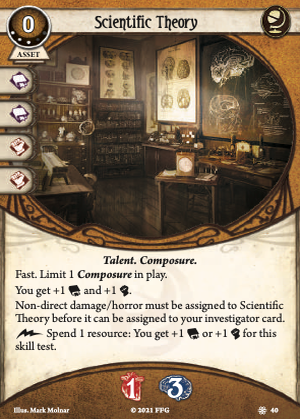 0
Scientific Theory
ASSET
Talent. Composure.
Fast. Limit 1 Composure in play.
You get +1 and +1 .
Non-direct damage/horror must be assigned to Scientific
Theory before it can be assigned to your investigator card.
Spend 1 resource: You get +1 or +1 for this
skill test.
1
3
Illus. Mark Molnar
© 2021 FFG
40